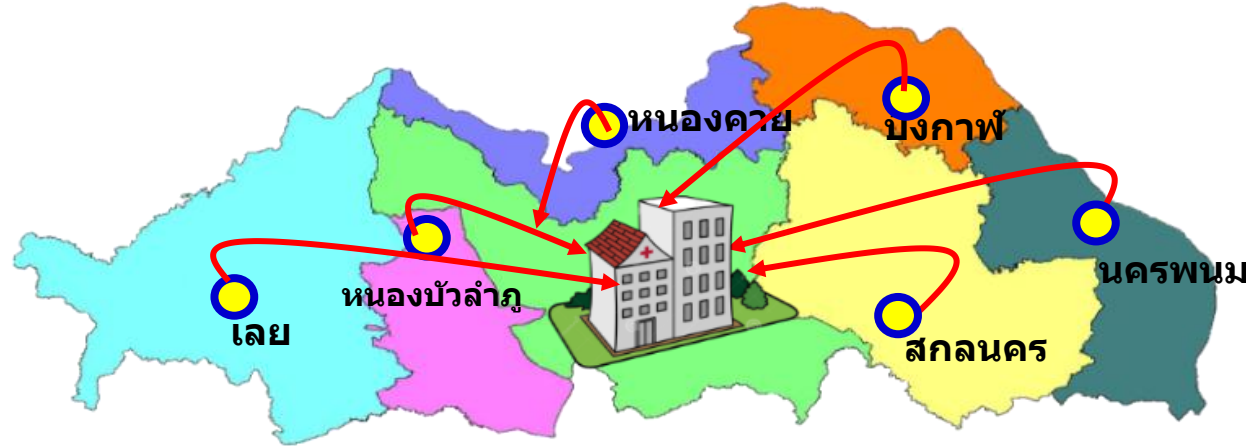 หนองคาย
บึงกาฬ
นครพนม
หนองบัวลำภู
เลย
สกลนคร